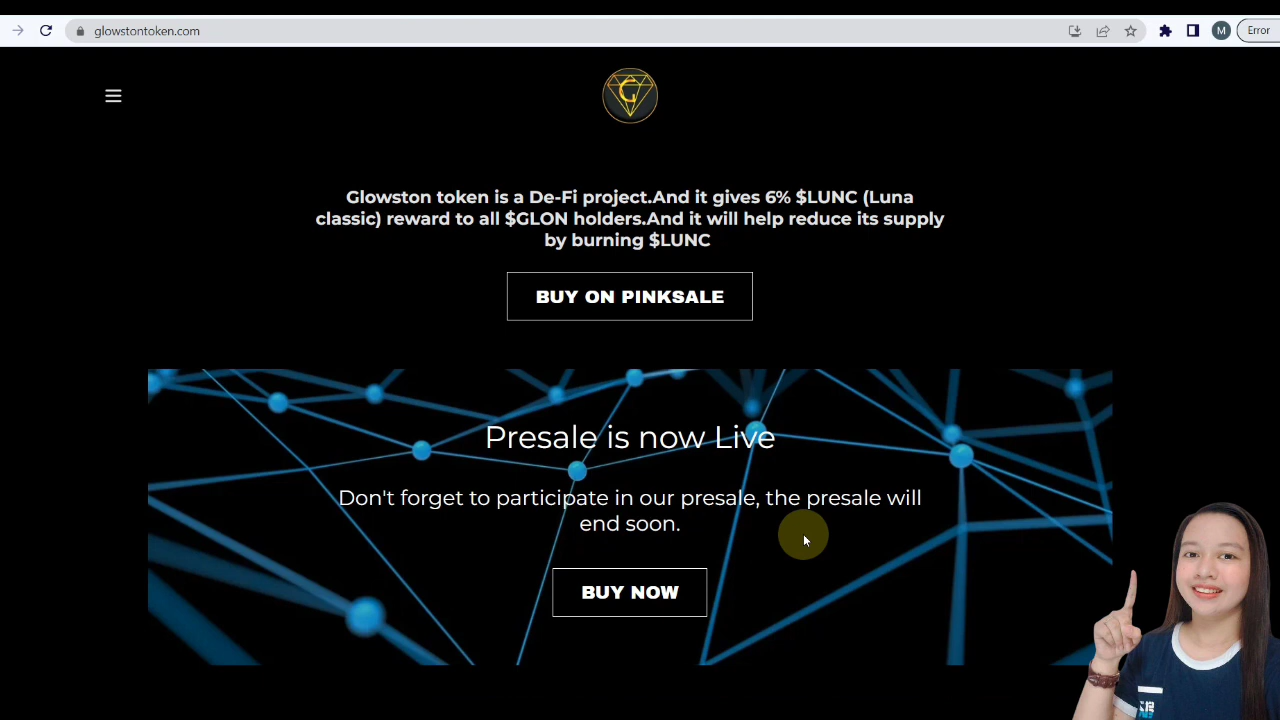 glowstontoken.com
M
Error
G
Glowston token is a De-Fi project.And it gives 6% $LUNC (Luna
classic) reward to all $GLON holders.And it will help reduce its supply
by burning $LUNC
BUY ON PINKSALE
Presale is now Live
Don't forget to participate in our presale, the presale will
end soon.
BUY NOW